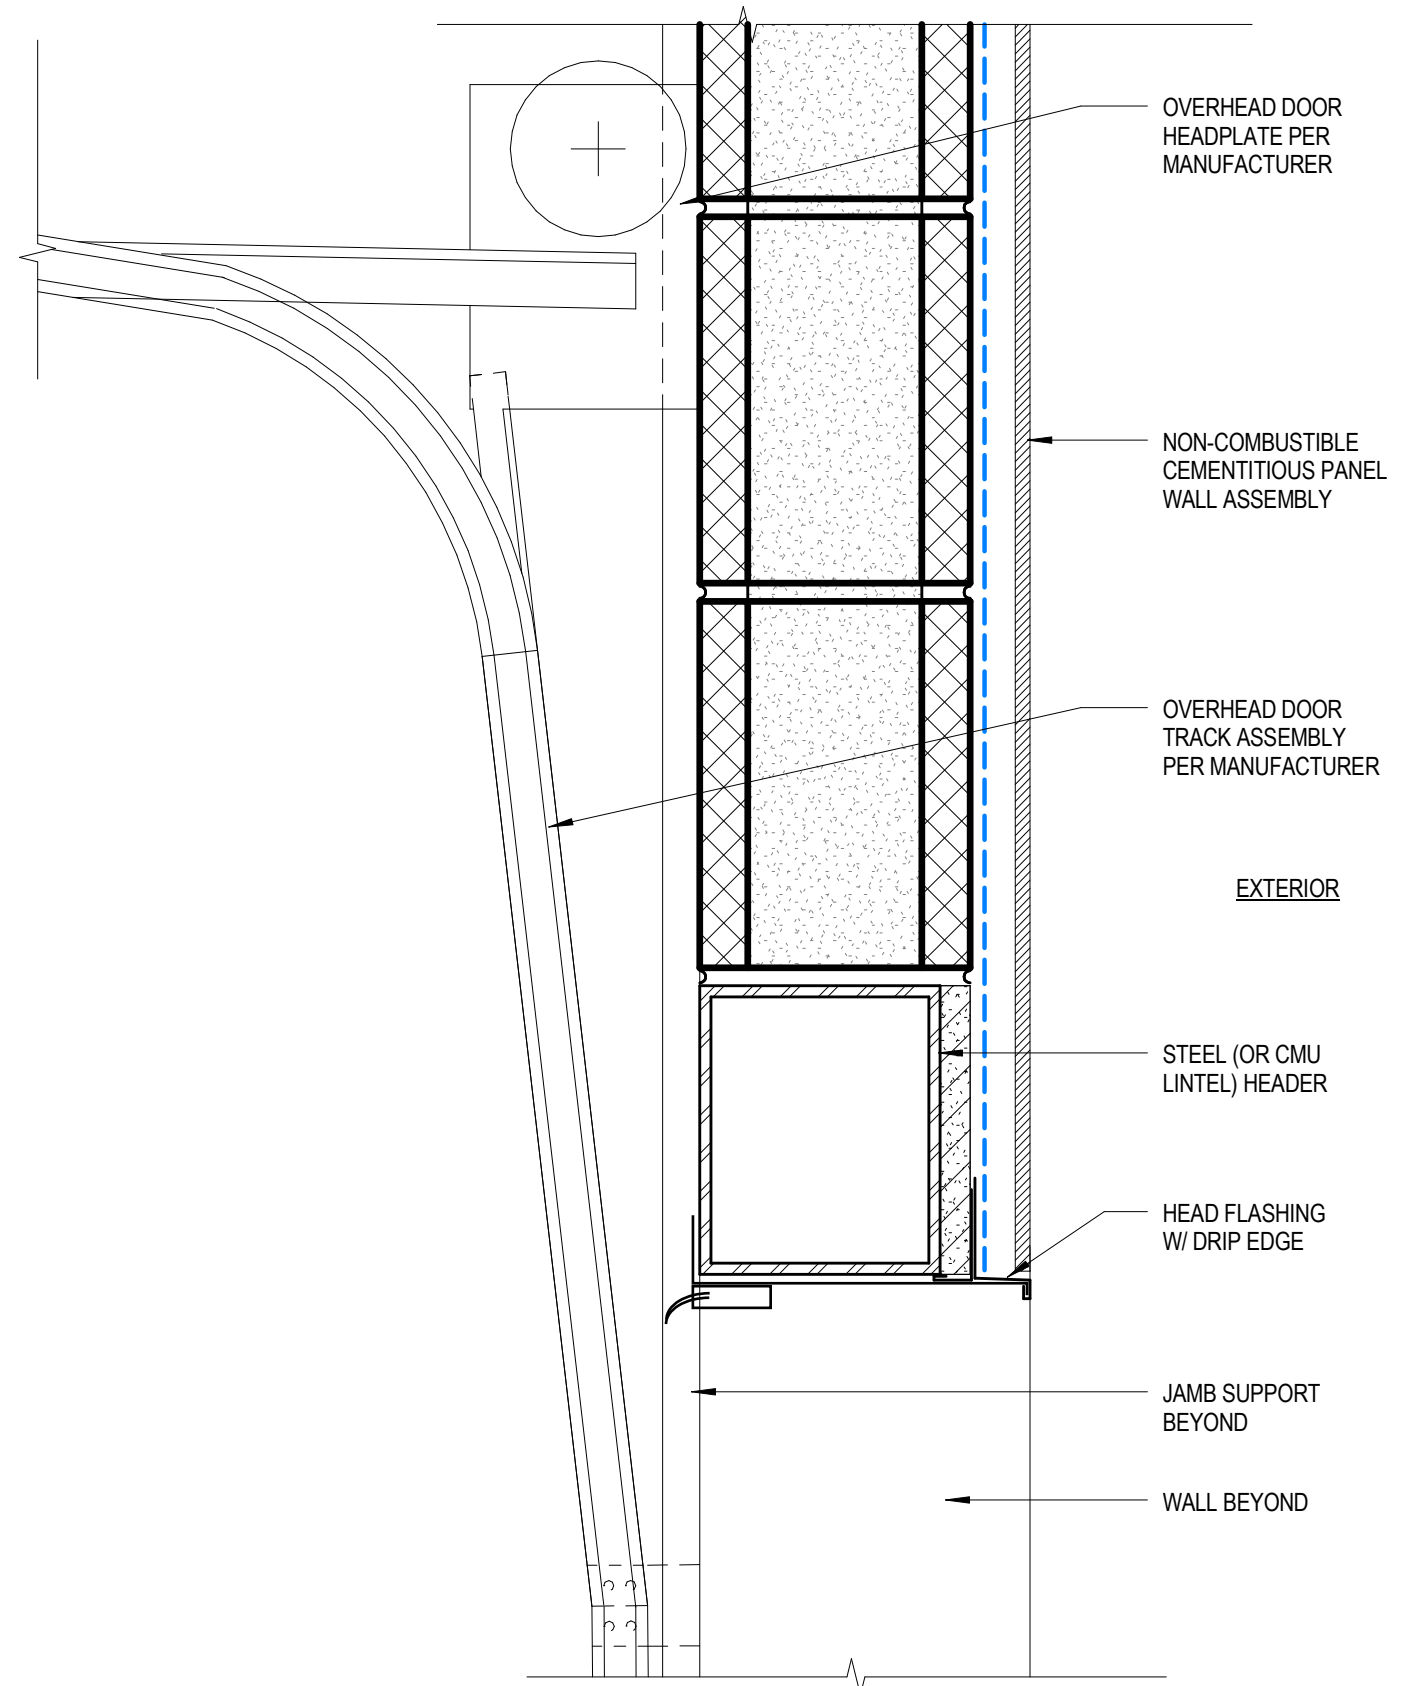 OVERHEAD DOOR
HEADPLATE PER
MANUFACTURER
NON-COMBUSTIBLE
CEMENTITIOUS PANEL
WALL ASSEMBLY
OVERHEAD DOOR
TRACK ASSEMBLY
PER MANUFACTURER
EXTERIOR
STEEL (OR CMU
LINTEL) HEADER
HEAD FLASHING
W/ DRIP EDGE
JAMB SUPPORT
BEYOND
WALL BEYOND